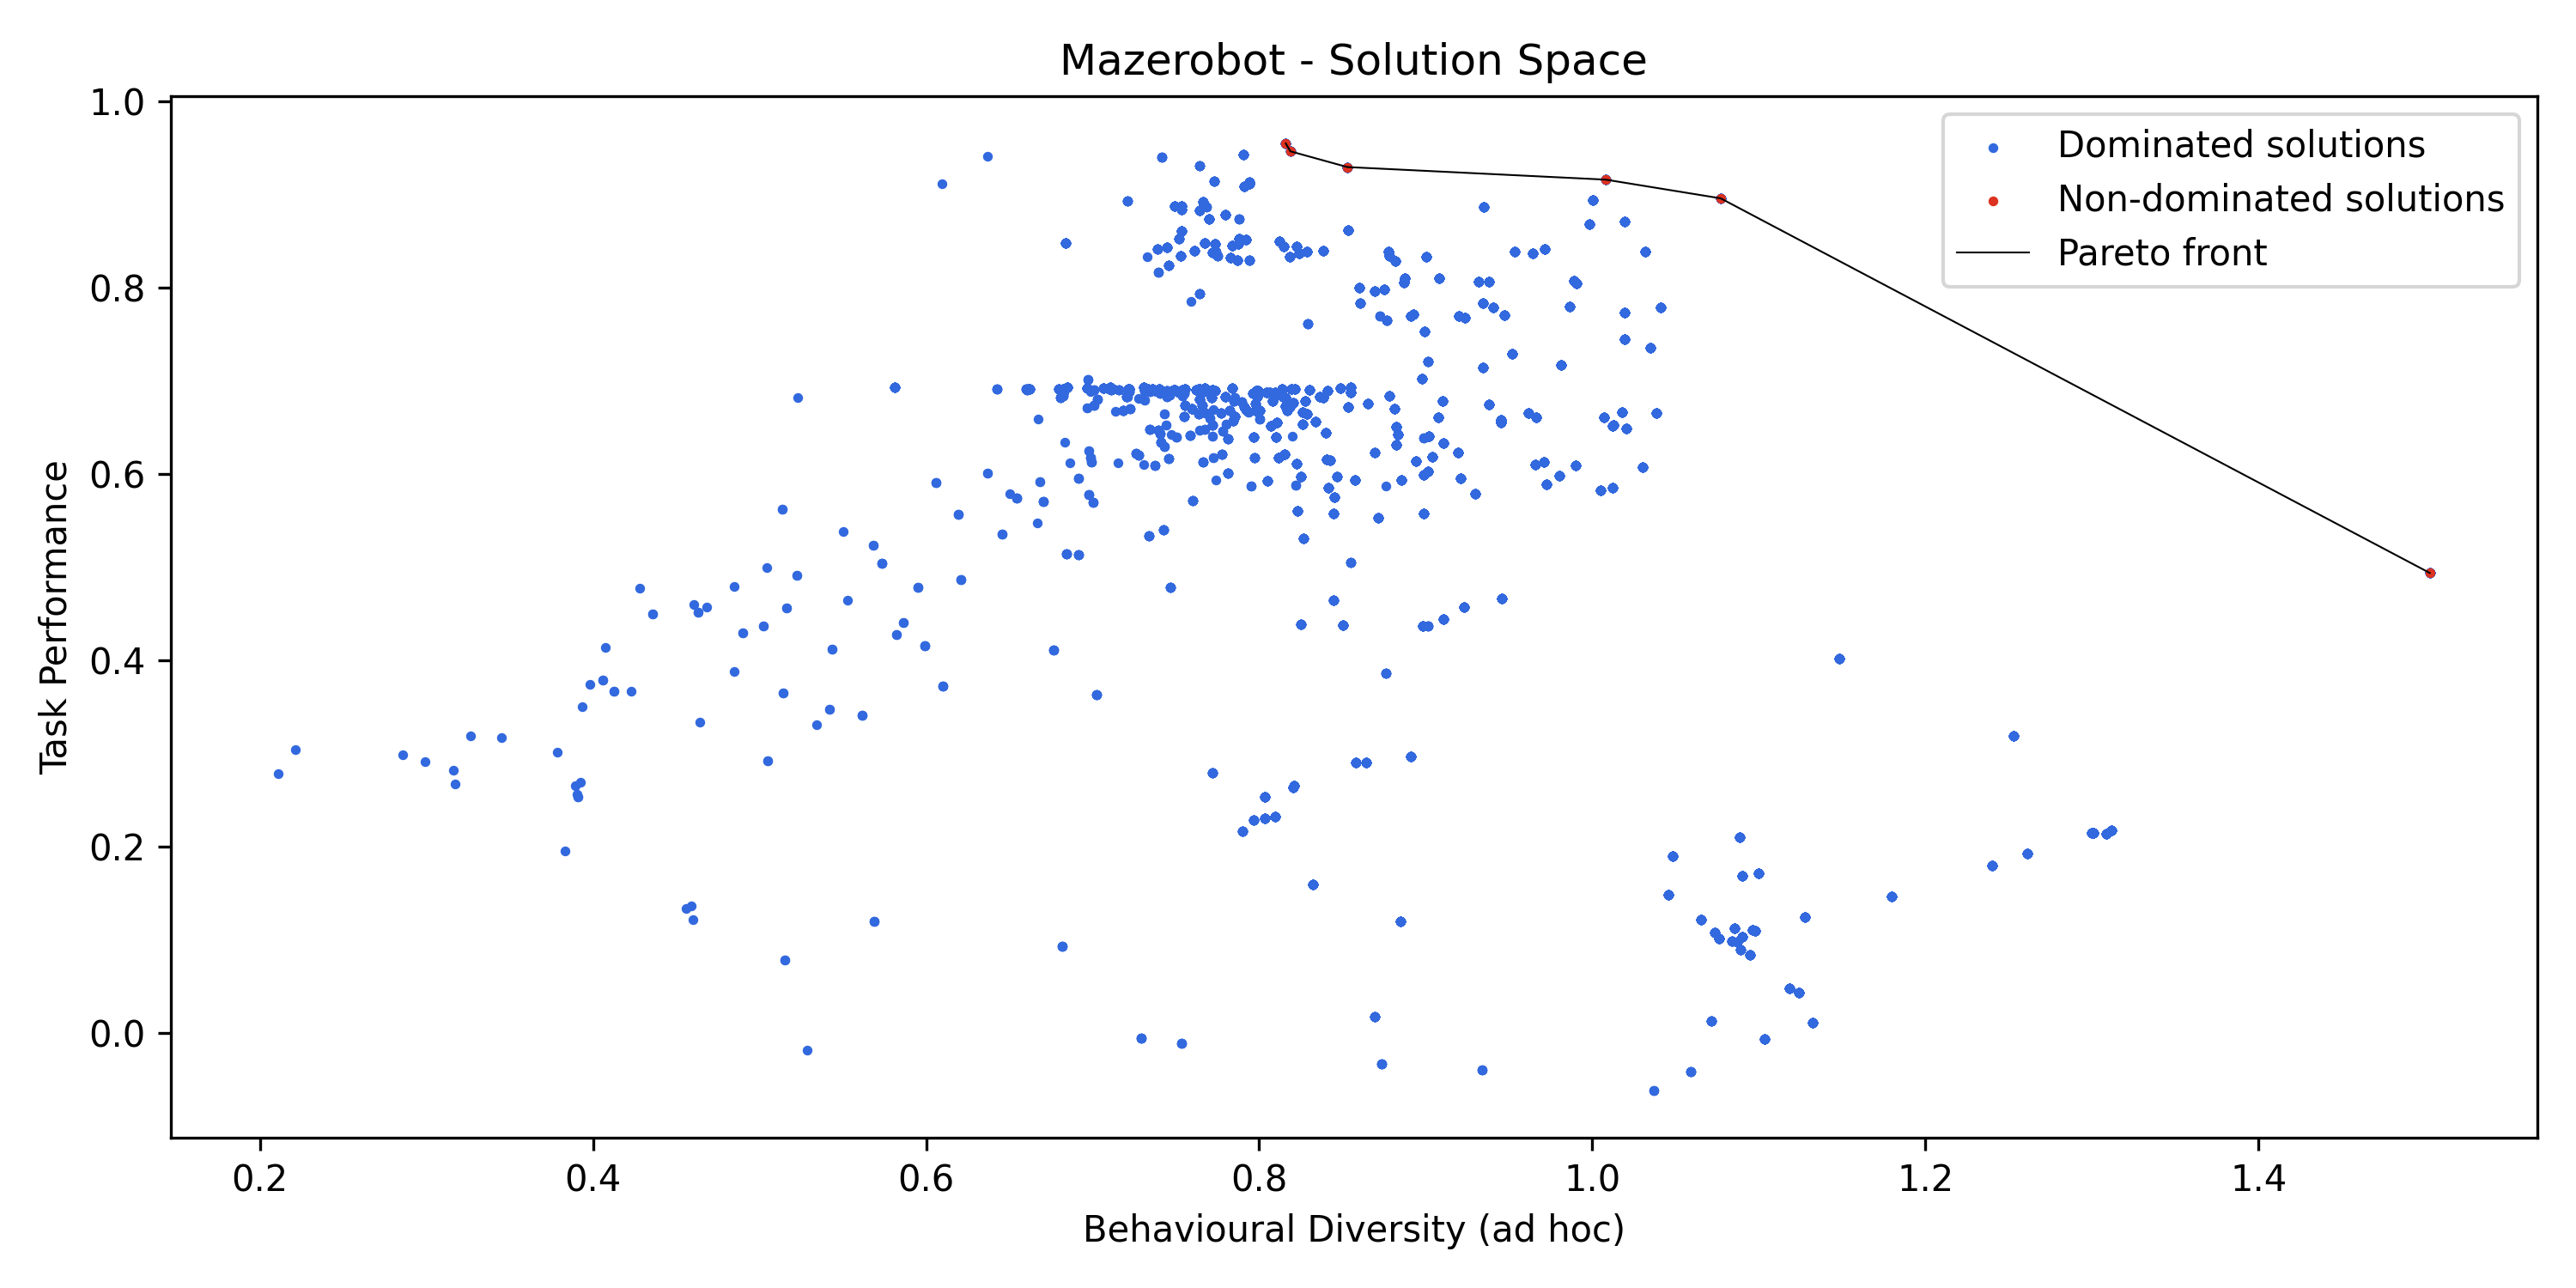 Mazerobot - Solution Space
Dominated solutions
Non-dominated solutions
Pareto front
Task Performance
1.0
0.8
0.6
0.4
0.2
0.0
0.2 0.4 0.6 0.8 1.0 1.2 1.4
Behavioural Diversity (ad hoc)